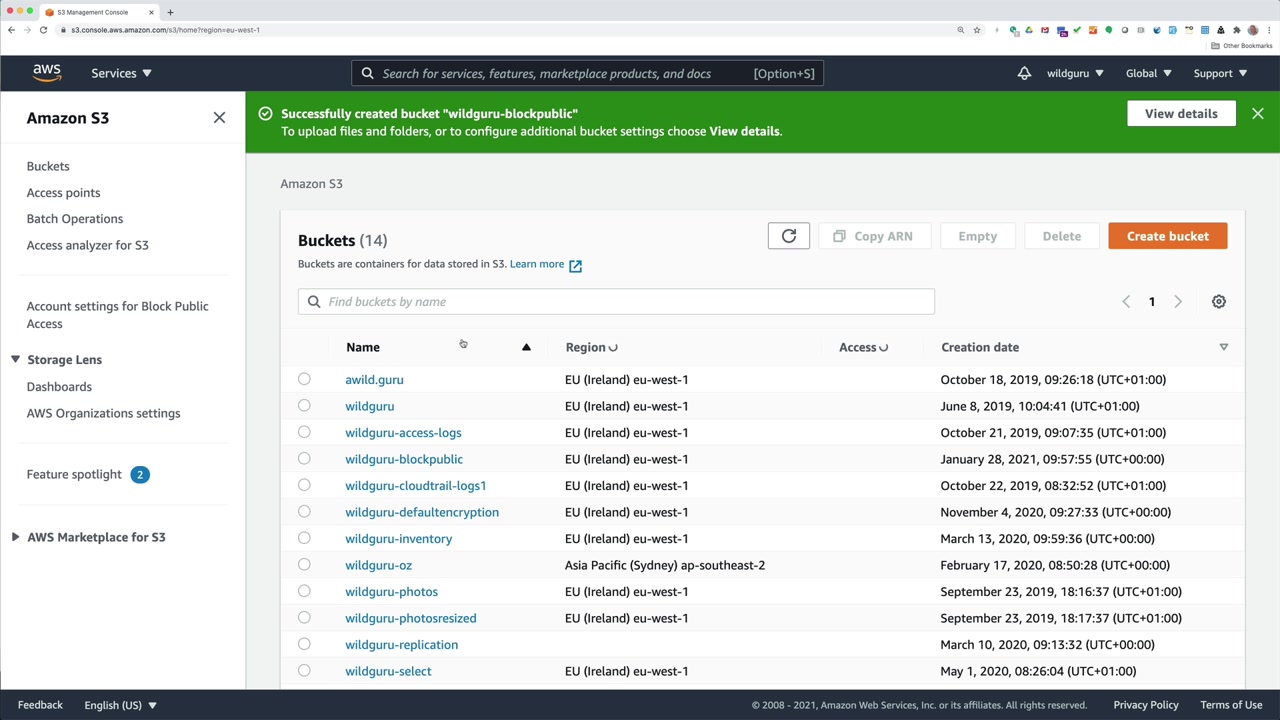 S3 Management Console
s3.console.aws.amazon.com/s3/home?region=eu-west-1
Other Bookmarks
aws
Services
Search for services, features, marketplace products, and docs
[Option+S]
wildguru
Global
Support
Amazon S3
Buckets
Access points
Batch Operations
Access analyzer for S3
Account settings for Block Public
Access
Storage Lens
Dashboards
AWS Organizations settings
Feature spotlight 2
AWS Marketplace for S3
Successfully created bucket "wildguru-blockpublic"
To upload files and folders, or to configure additional bucket settings choose View details.
View details
Amazon S3
Buckets (14)
Copy ARN
Empty
Delete
Create bucket
Buckets are containers for data stored in S3. Learn more
Find buckets by name
1
Name Region Access Creation date
awild.guru EU (Ireland) eu-west-1 October 18, 2019, 09:26:18 (UTC+01:00)
wildguru EU (Ireland) eu-west-1 June 8, 2019, 10:04:41 (UTC+01:00)
wildguru-access-logs EU (Ireland) eu-west-1 October 21, 2019, 09:07:35 (UTC+01:00)
wildguru-blockpublic EU (Ireland) eu-west-1 January 28, 2021, 09:57:55 (UTC+00:00)
wildguru-cloudtrail-logs1 EU (Ireland) eu-west-1 October 22, 2019, 08:32:52 (UTC+01:00)
wildguru-defaultencryption EU (Ireland) eu-west-1 November 4, 2020, 09:27:33 (UTC+00:00)
wildguru-inventory EU (Ireland) eu-west-1 March 13, 2020, 09:59:36 (UTC+00:00)
wildguru-oz Asia Pacific (Sydney) ap-southeast-2 February 17, 2020, 08:50:28 (UTC+00:00)
wildguru-photos EU (Ireland) eu-west-1 September 23, 2019, 18:16:37 (UTC+01:00)
wildguru-photosresized EU (Ireland) eu-west-1 September 23, 2019, 18:17:37 (UTC+01:00)
wildguru-replication March 10, 2020, 09:13:32 (UTC+00:00)
wildguru-select EU (Ireland) eu-west-1 May 1, 2020, 08:26:04 (UTC+01:00)
Feedback
English (US)
© 2008 - 2021, Amazon Web Services, Inc. or its affiliates. All rights reserved.
Privacy Policy
Terms of Use